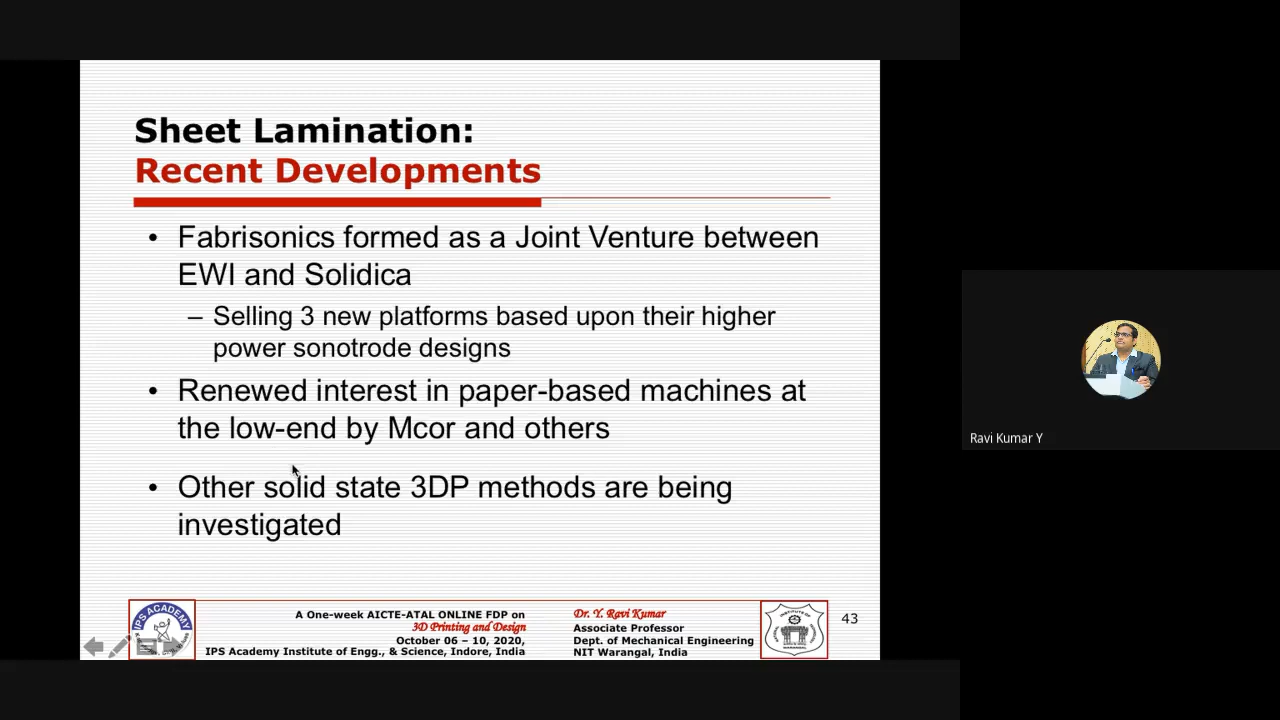 Sheet Lamination:
Recent Developments
• Fabrisonics formed as a Joint Venture between
EWI and Solidica
– Selling 3 new platforms based upon their higher
power sonotrode designs
• Renewed interest in paper-based machines at
the low-end by Mcor and others
• Other solid state 3DP methods are being
investigated
IPS ACADEMY
A One-week AICTE-ATAL ONLINE FDP on
3D Printing and Design
October 06 – 10, 2020,
IPS Academy Institute of Engg., & Science, Indore, India
Dr. Y. Ravi Kumar
Associate Professor
Dept. of Mechanical Engineering
NIT Warangal, India
43
Ravi Kumar Y